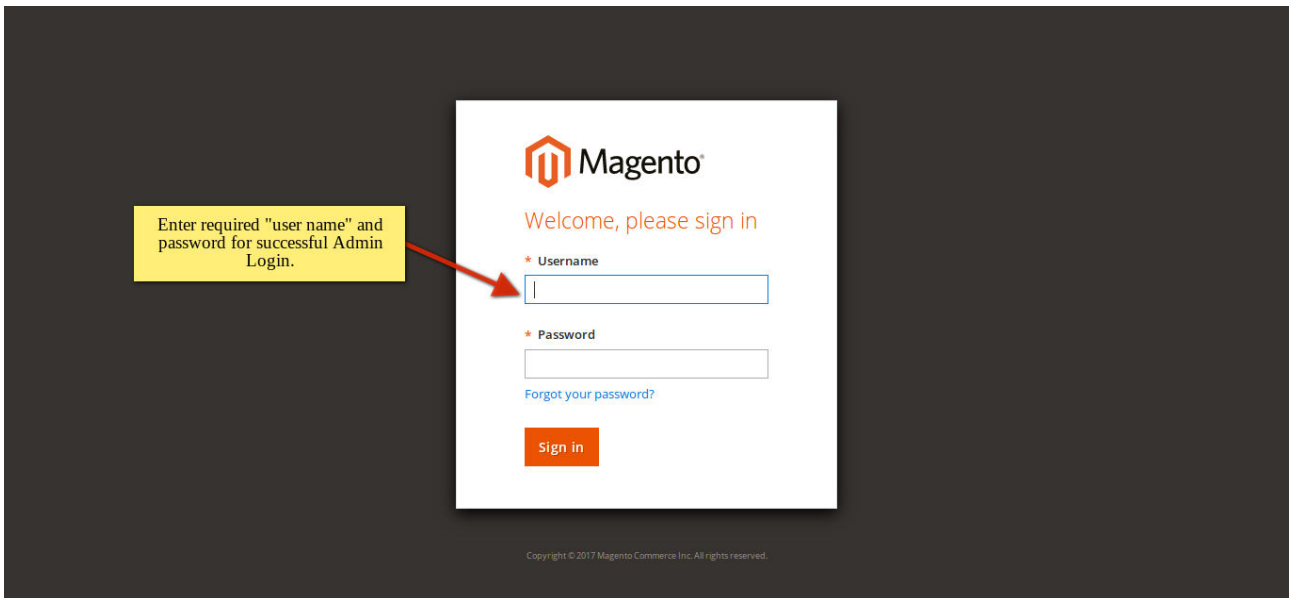 Magento®
Welcome, please sign in
Enter required "user name" and
password for successful Admin
Login.
* Username
* Password
Forgot your password?
Sign in
Copyright © 2017 Magento Commerce Inc. All rights reserved.